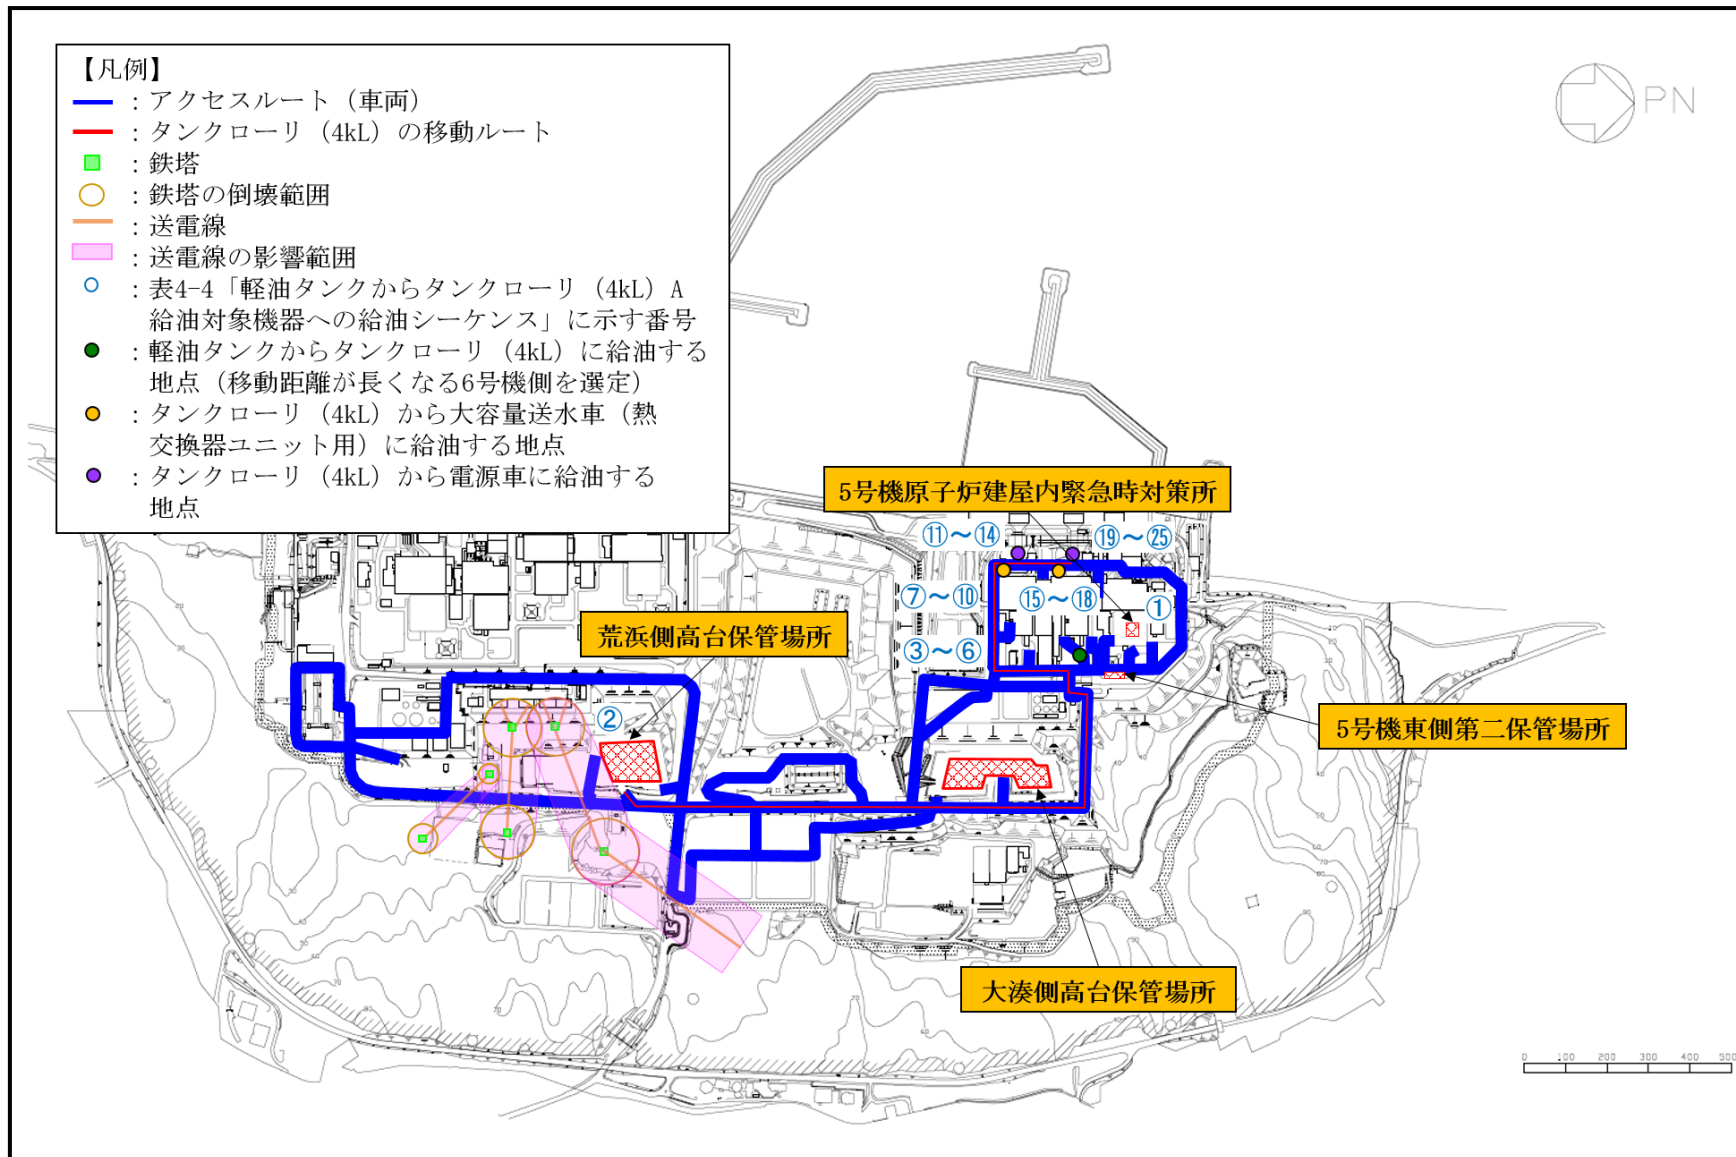 【凡例】
：アクセスルート（車両）
：タンクローリ（4kL）の移動ルート
：鉄塔
：鉄塔の倒壊範囲
：送電線
：送電線の影響範囲
：表4-4「軽油タンクからタンクローリ（4kL）A
給油対象機器への給油シーケンス」に示す番号
：軽油タンクからタンクローリ（4kL）に給油する
地点（移動距離が長くなる6号機側を選定）
：タンクローリ（4kL）から大容量送水車（熱
交換器ユニット用）に給油する地点
：タンクローリ（4kL）から電源車に給油する
地点
PN
5号機原子炉建屋内緊急時対策所
⑪～⑭
⑲～㉕
⑦～⑩
⑮～⑱
①
荒浜側高台保管場所
③～⑥
②
5号機東側第二保管場所
大湊側高台保管場所
0 100 200 300 400 500